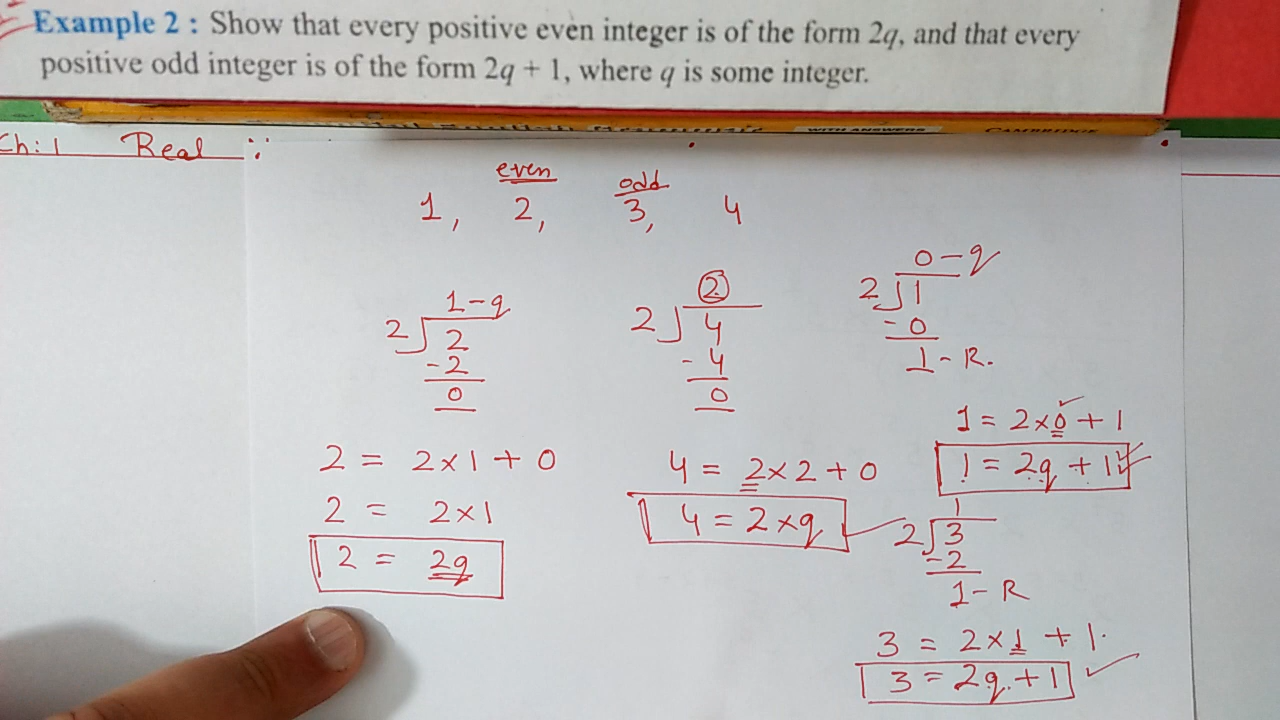 Example 2 : Show that every positive even integer is of the form 2q, and that every
positive odd integer is of the form 2q + 1, where q is some integer.
WITH ANSWERS CAMBRIDGE
Ch:1 Real
even odd
1, 2, 3, 4
1-q
2 2
-2
0
2 = 2×1+0
2 = 2×1
2 = 2q
2
2 4
-4
0
4 = 2×2+0
4 = 2×q
0-q
2 1
-0
1-R.
1 = 2×0+1
1 = 2q+1
1
2 3
-2
1-R
3 = 2×1+1.
3 = 2q+1